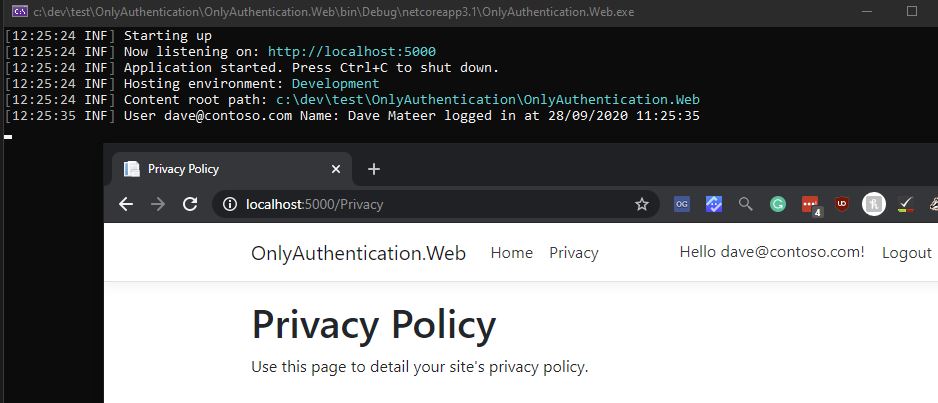 c:\dev\test\OnlyAuthentication\OnlyAuthentication.Web\bin\Debug\netcoreapp3.1\OnlyAuthentication.Web.exe
[12:25:24 INF] Starting up
[12:25:24 INF] Now listening on: http://localhost:5000
[12:25:24 INF] Application started. Press Ctrl+C to shut down.
[12:25:24 INF] Hosting environment: Development
[12:25:24 INF] Content root path: c:\dev\test\OnlyAuthentication\OnlyAuthentication.Web
[12:25:35 INF] User dave@contoso.com Name: Dave Mateer logged in at 28/09/2020 11:25:35
Privacy Policy
localhost:5000/Privacy OG 4 UD
OnlyAuthentication.Web Home Privacy Hello dave@contoso.com! Logout
Privacy Policy
Use this page to detail your site's privacy policy.